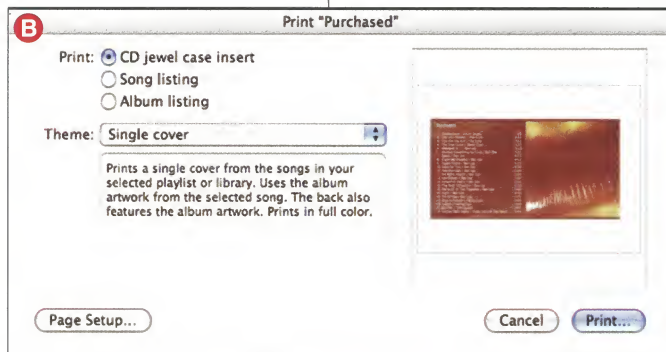 B
Print "Purchased"
Print: CD jewel case insert
Song listing
Album listing
Theme: Single cover
Prints a single cover from the songs in your
selected playlist or library. Uses the album
artwork from the selected song. The back also
features the album artwork. Prints in full color.
Page Setup... Cancel Print...